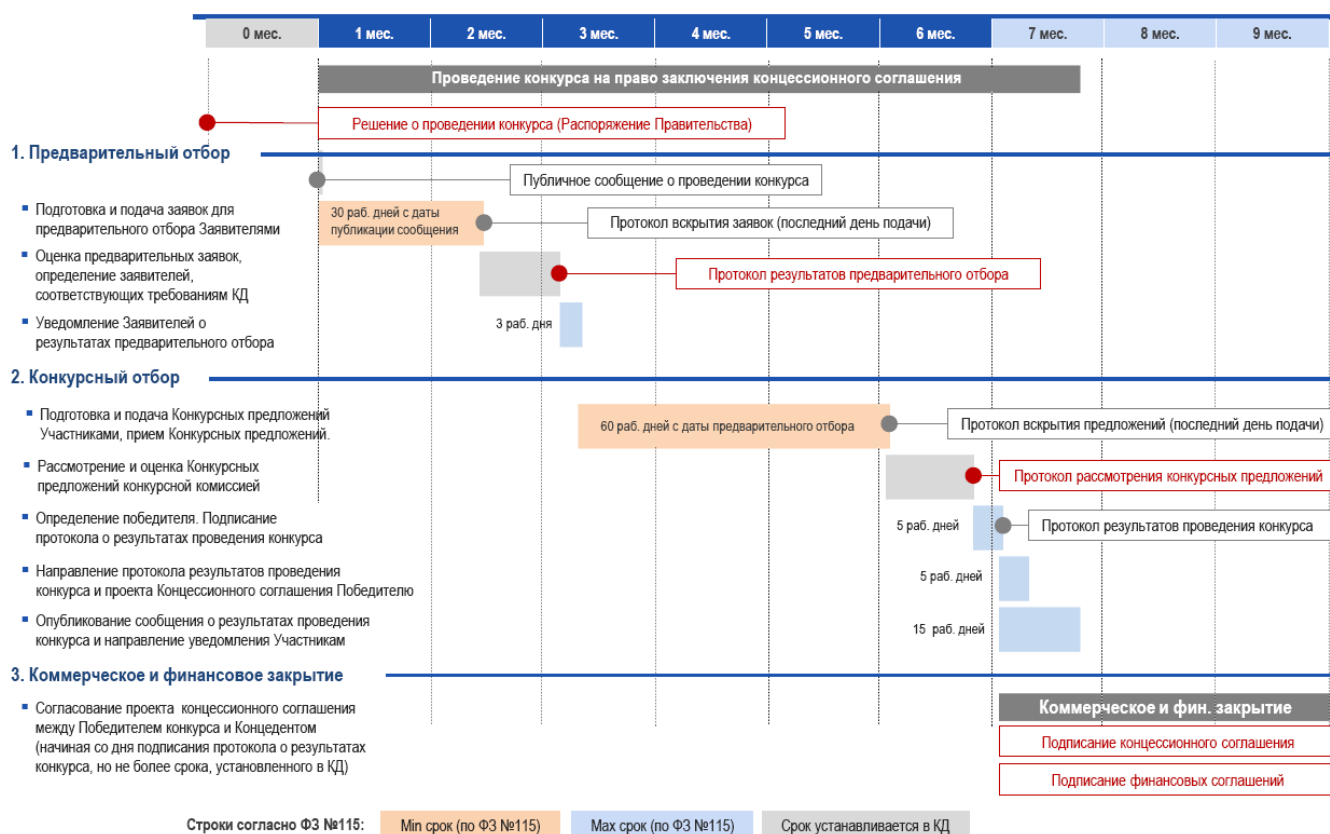 0 мес.
1 мес.
2 мес.
3 мес.
4 мес.
5 мес.
6 мес.
7 мес.
8 мес.
9 мес.
Проведение конкурса на право заключения концессионного соглашения
Решение о проведении конкурса (Распоряжение Правительства)
1. Предварительный отбор
Публичное сообщение о проведении конкурса
▪ Подготовка и подача заявок для
предварительного отбора Заявителями
30 раб. дней с даты
публикации сообщения
Протокол вскрытия заявок (последний день подачи)
▪ Оценка предварительных заявок,
определение заявителей,
соответствующих требованиям КД
Протокол результатов предварительного отбора
▪ Уведомление Заявителей о
результатах предварительного отбора
3 раб. дня
2. Конкурсный отбор
▪ Подготовка и подача Конкурсных предложений
Участниками, прием Конкурсных предложений.
60 раб. дней с даты предварительного отбора
Протокол вскрытия предложений (последний день подачи)
▪ Рассмотрение и оценка Конкурсных
предложений конкурсной комиссией
Протокол рассмотрения конкурсных предложений
▪ Определение победителя. Подписание
протокола о результатах проведения конкурса
5 раб. дней
Протокол результатов проведения конкурса
▪ Направление протокола результатов проведения
конкурса и проекта Концессионного соглашения Победителю
5 раб. дней
▪ Опубликование сообщения о результатах проведения
конкурса и направление уведомления Участникам
15 раб. дней
3. Коммерческое и финансовое закрытие
▪ Согласование проекта концессионного соглашения
между Победителем конкурса и Концедентом
(начиная со дня подписания протокола о результатах
конкурса, но не более срока, установленного в КД)
Коммерческое и фин. закрытие
Подписание концессионного соглашения
Подписание финансовых соглашений
Строки согласно ФЗ №115:
Min срок (по ФЗ №115)
Max срок (по ФЗ №115)
Срок устанавливается в КД